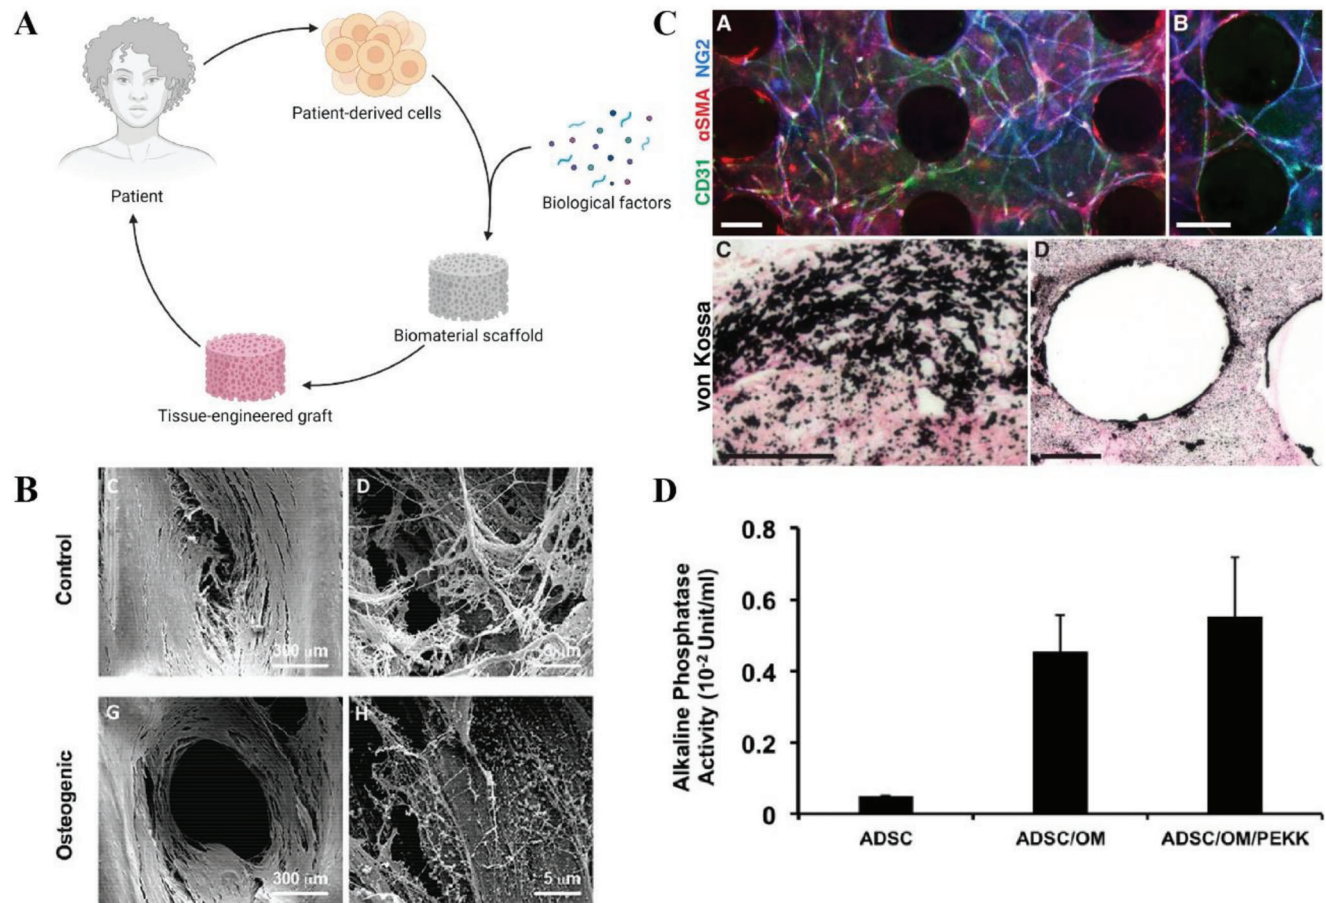 A
Patient
Patient-derived cells
Biological factors
Biomaterial scaffold
Tissue-engineered graft
B
Control
Osteogenic
C
300 μm
D
5 μm
G
300 μm
H
5 μm
C
CD31 αSMA NG2
A
B
von Kossa
C
D
D
Alkaline Phosphatase
Activity (10-2 Unit/ml)
0.8
0.6
0.4
0.2
0
ADSC
ADSC/OM
ADSC/OM/PEKK